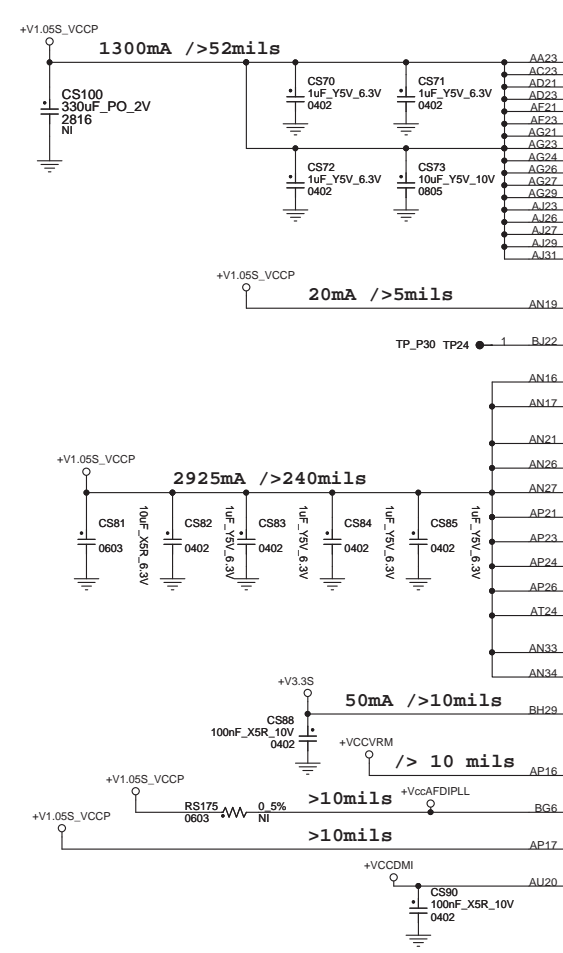 +V1.05S_VCCP
1300mA />52mils
CS100
330uF_PO_2V
2816
NI
CS70
1uF_Y5V_6.3V
0402
CS71
1uF_Y5V_6.3V
0402
CS72
1uF_Y5V_6.3V
0402
CS73
10uF_Y5V_10V
0805
AA23
AC23
AD21
AD23
AF21
AF23
AG21
AG23
AG24
AG26
AG27
AG29
AJ23
AJ26
AJ27
AJ29
AJ31
+V1.05S_VCCP
20mA />5mils
AN19
TP_P30 TP24 1 BJ22
AN16
AN17
AN21
AN26
AN27
AP21
AP23
AP24
AP26
AT24
AN33
AN34
+V1.05S_VCCP
2925mA />240mils
CS81
0603
10uF_X5R_6.3V
CS82
0402
1uF_Y5V_6.3V
CS83
0402
1uF_Y5V_6.3V
CS84
0402
1uF_Y5V_6.3V
CS85
0402
1uF_Y5V_6.3V
+V3.3S
50mA />10mils
BH29
CS88
100nF_X5R_10V
0402
+VCCVRM
/> 10 mils
AP16
+V1.05S_VCCP
RS175
0603
0_5%
NI
>10mils
+VccAFDIPLL
BG6
+V1.05S_VCCP
>10mils
AP17
+VCCDMI
AU20
CS90
100nF_X5R_10V
0402